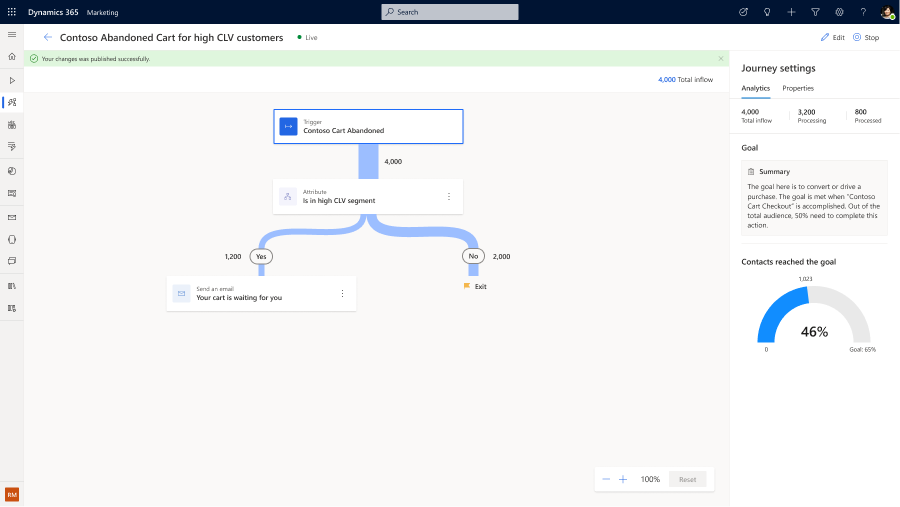 Dynamics 365 Marketing Search
Contoso Abandoned Cart for high CLV customers Live Edit Stop
Your changes was published successfully.
4,000 Total inflow
Trigger
Contoso Cart Abandoned
4,000
Attribute
Is in high CLV segment
1,200 Yes No 2,000
Send an email
Your cart is waiting for you
Exit
100% Reset
RM
Journey settings
Analytics Properties
4,000 3,200 800
Total inflow Processing Processed
Goal
Summary
The goal here is to convert or drive a
purchase. The goal is met when "Contoso
Cart Checkout" is accomplished. Out of the
total audience, 50% need to complete this
action.
Contacts reached the goal
1,023
46%
0 Goal: 65%